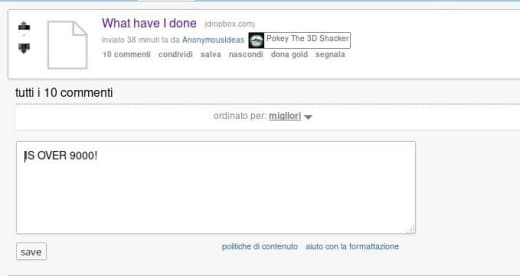 What have I done (dropbox.com)
inviato 38 minuti fa da AnonymousIdeas Pokey The 3D Shacker
10 commenti condividi salva nascondi dona gold segnala
tutti i 10 commenti
ordinato per: migliori
IS OVER 9000!
politiche di contenuto aiuto con la formattazione
save